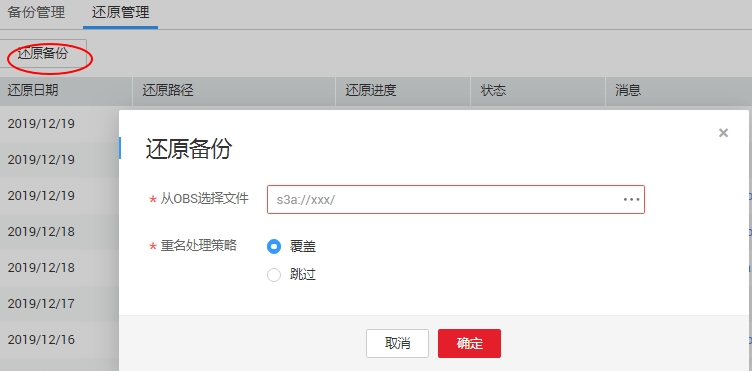 备份管理 还原管理
还原备份
还原日期 还原路径 还原进度 状态 消息
2019/12/19
还原备份
2019/12/19
2019/12/19
* 从OBS选择文件 s3a://xxx/ ...
2019/12/18
* 重名处理策略 覆盖
2019/12/18
跳过
2019/12/17
2019/12/16
取消 确定